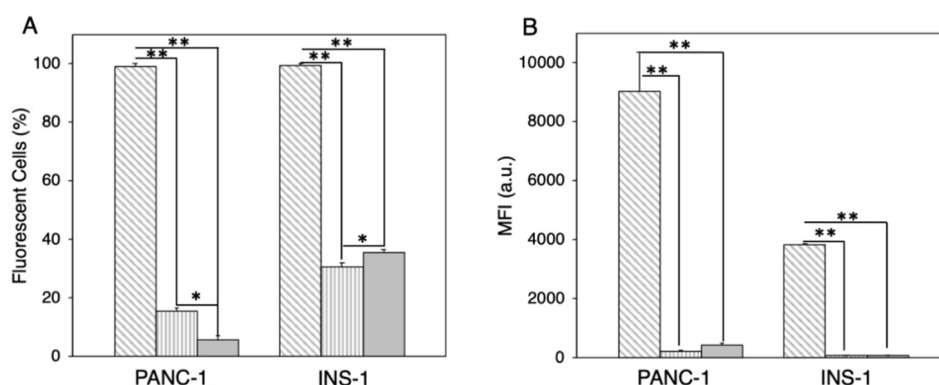 A
Fluorescent Cells (%)
100
80
60
40
20
0
**
**
*
**
**
*
PANC-1
INS-1
B
MFI (a.u.)
10000
8000
6000
4000
2000
0
**
**
**
**
PANC-1
INS-1